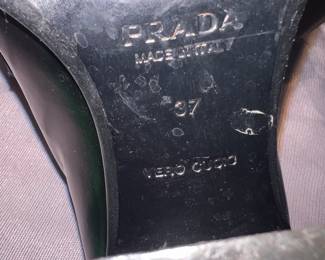 PRADA
MADE IN ITALY
37
VERO CUOIO